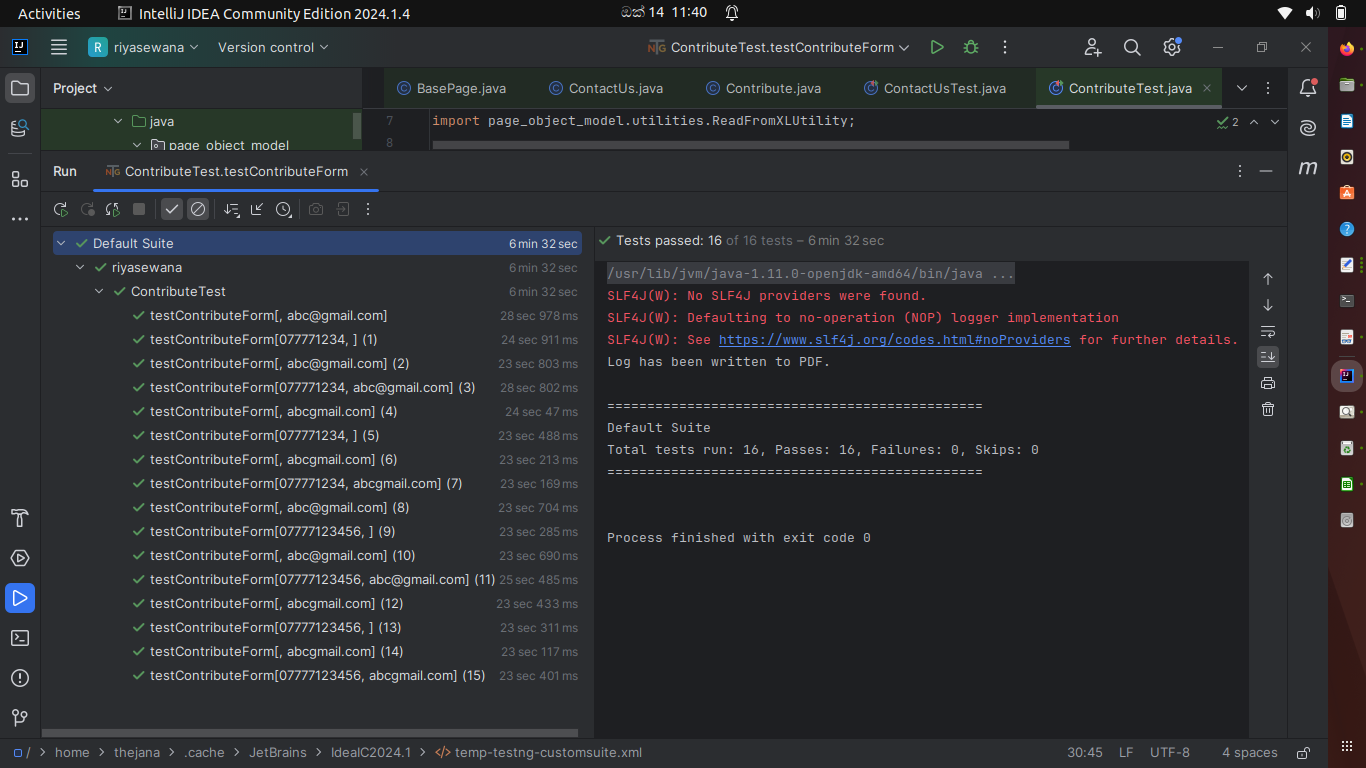 Activities
IntelliJ IDEA Community Edition 2024.1.4
ඔක් 14 11:40
R riyasewana
Version control
ContributeTest.testContributeForm
Project
BasePage.java
ContactUs.java
Contribute.java
ContactUsTest.java
ContributeTest.java
java
page_object_model
7 import page_object_model.utilities.ReadFromXLUtility;
8
2
Run
ContributeTest.testContributeForm
Default Suite 6 min 32 sec
riyasewana 6 min 32 sec
ContributeTest 6 min 32 sec
testContributeForm[, abc@gmail.com] 28 sec 978 ms
testContributeForm[077771234, ] (1) 24 sec 911 ms
testContributeForm[, abc@gmail.com] (2) 23 sec 803 ms
testContributeForm[077771234, abc@gmail.com] (3) 28 sec 802 ms
testContributeForm[, abcgmail.com] (4) 24 sec 47 ms
testContributeForm[077771234, ] (5) 23 sec 488 ms
testContributeForm[, abcgmail.com] (6) 23 sec 213 ms
testContributeForm[077771234, abcgmail.com] (7) 23 sec 169 ms
testContributeForm[, abc@gmail.com] (8) 23 sec 704 ms
testContributeForm[07777123456, ] (9) 23 sec 285 ms
testContributeForm[, abc@gmail.com] (10) 23 sec 690 ms
testContributeForm[07777123456, abc@gmail.com] (11) 25 sec 485 ms
testContributeForm[, abcgmail.com] (12) 23 sec 433 ms
testContributeForm[07777123456, ] (13) 23 sec 311 ms
testContributeForm[, abcgmail.com] (14) 23 sec 117 ms
testContributeForm[07777123456, abcgmail.com] (15) 23 sec 401 ms
Tests passed: 16 of 16 tests – 6 min 32 sec
/usr/lib/jvm/java-1.11.0-openjdk-amd64/bin/java ...
SLF4J(W): No SLF4J providers were found.
SLF4J(W): Defaulting to no-operation (NOP) logger implementation
SLF4J(W): See https://www.slf4j.org/codes.html#noProviders for further details.
Log has been written to PDF.
===============================================
Default Suite
Total tests run: 16, Passes: 16, Failures: 0, Skips: 0
===============================================
Process finished with exit code 0
/ > home > thejana > .cache > JetBrains > IdeaIC2024.1 > temp-testng-customsuite.xml
30:45 LF UTF-8 4 spaces